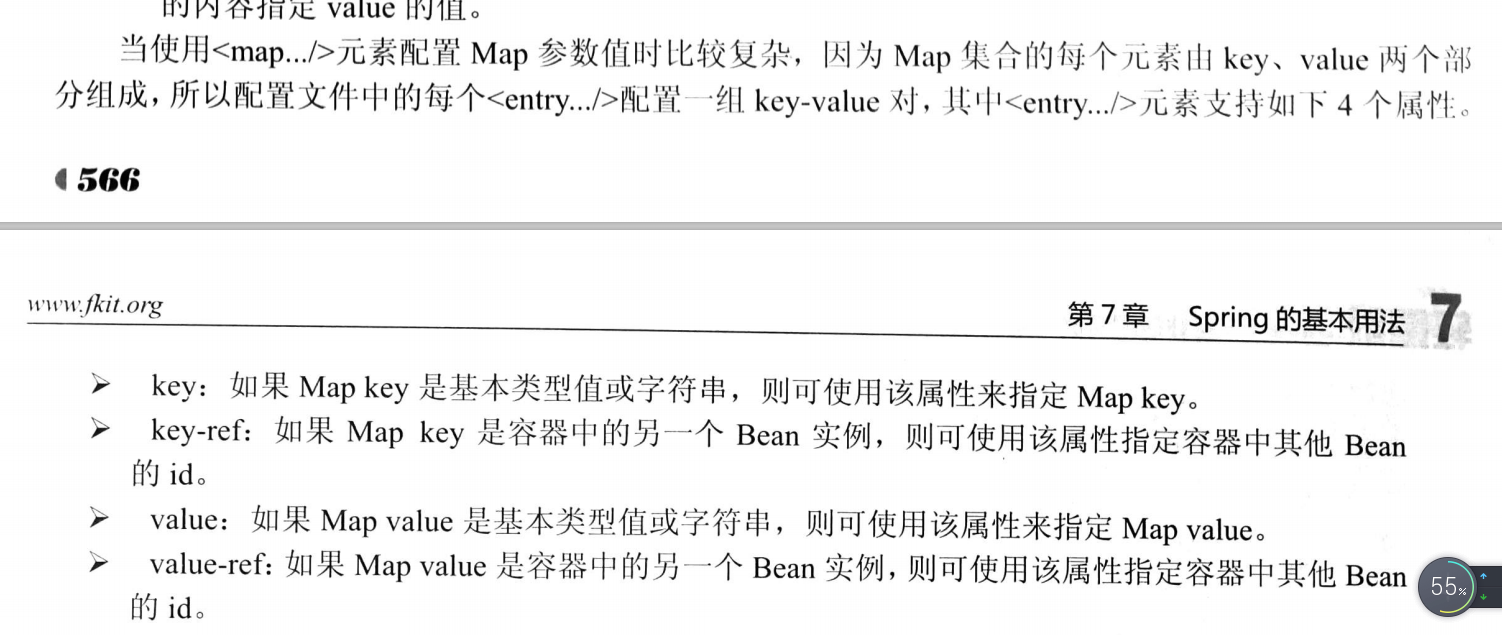 的内容指定 value 的值。
当使用<map.../>元素配置 Map 参数值时比较复杂，因为 Map 集合的每个元素由 key、value 两个部
分组成，所以配置文件中的每个<entry.../>配置一组 key-value 对，其中<entry.../>元素支持如下 4 个属性。
566
www.fkit.org
第 7 章 Spring 的基本用法 7
➢ key：如果 Map key 是基本类型值或字符串，则可使用该属性来指定 Map key。
➢ key-ref：如果 Map key 是容器中的另一个 Bean 实例，则可使用该属性指定容器中其他 Bean
的 id。
➢ value：如果 Map value 是基本类型值或字符串，则可使用该属性来指定 Map value。
➢ value-ref：如果 Map value 是容器中的另一个 Bean 实例，则可使用该属性指定容器中其他 Bean
的 id。
55%